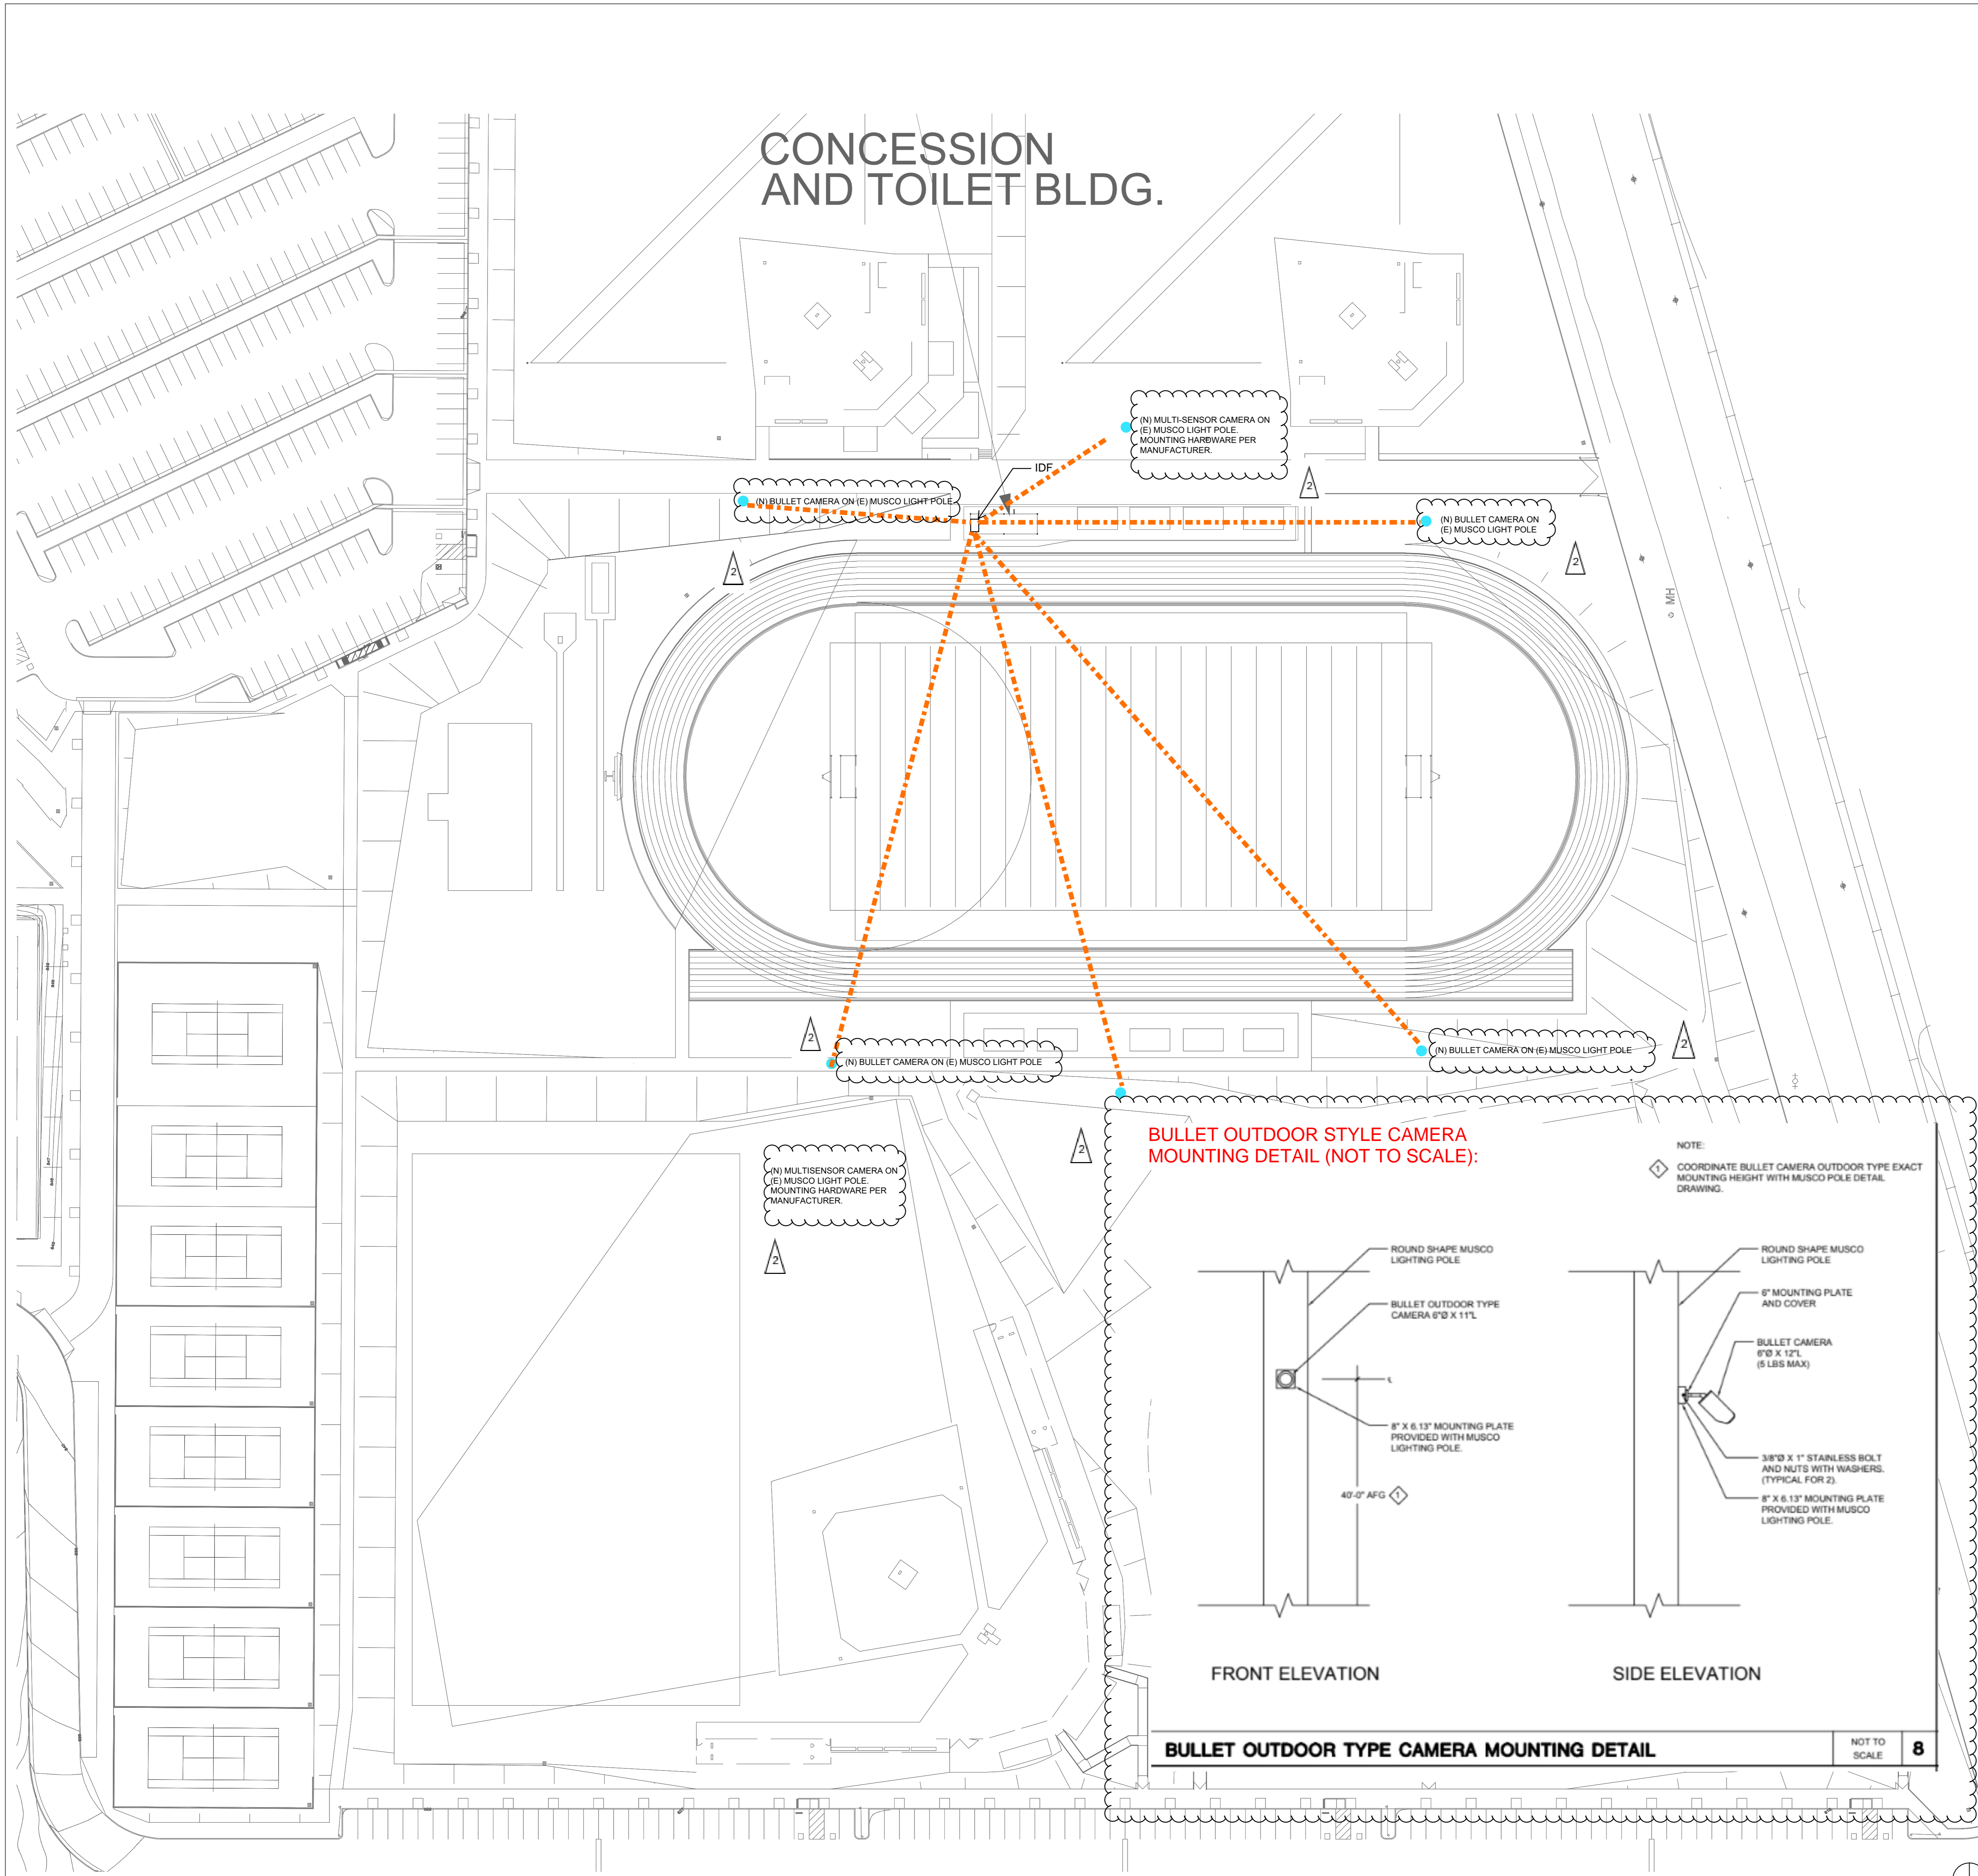 CONCESSION
AND TOILET BLDG.
(N) MULTI-SENSOR CAMERA ON
(E) MUSCO LIGHT POLE.
MOUNTING HARDWARE PER
MANUFACTURER.
2
IDF
(N) BULLET CAMERA ON (E) MUSCO LIGHT POLE
2
(N) BULLET CAMERA ON
(E) MUSCO LIGHT POLE
2
MH
2
(N) BULLET CAMERA ON (E) MUSCO LIGHT POLE
(N) BULLET CAMERA ON (E) MUSCO LIGHT POLE
2
2
(N) MULTISENSOR CAMERA ON
(E) MUSCO LIGHT POLE.
MOUNTING HARDWARE PER
MANUFACTURER.
2
BULLET OUTDOOR STYLE CAMERA
MOUNTING DETAIL (NOT TO SCALE):
NOTE:
1 COORDINATE BULLET CAMERA OUTDOOR TYPE EXACT
MOUNTING HEIGHT WITH MUSCO POLE DETAIL
DRAWING.
ROUND SHAPE MUSCO
LIGHTING POLE
BULLET OUTDOOR TYPE
CAMERA 6"Ø X 11"L
8" X 6.13" MOUNTING PLATE
PROVIDED WITH MUSCO
LIGHTING POLE.
40'-0" AFG 1
FRONT ELEVATION
ROUND SHAPE MUSCO
LIGHTING POLE
6" MOUNTING PLATE
AND COVER
BULLET CAMERA
6"Ø X 12"L
(5 LBS MAX)
3/8"Ø X 1" STAINLESS BOLT
AND NUTS WITH WASHERS.
(TYPICAL FOR 2).
8" X 6.13" MOUNTING PLATE
PROVIDED WITH MUSCO
LIGHTING POLE.
SIDE ELEVATION
BULLET OUTDOOR TYPE CAMERA MOUNTING DETAIL
NOT TO
SCALE
8